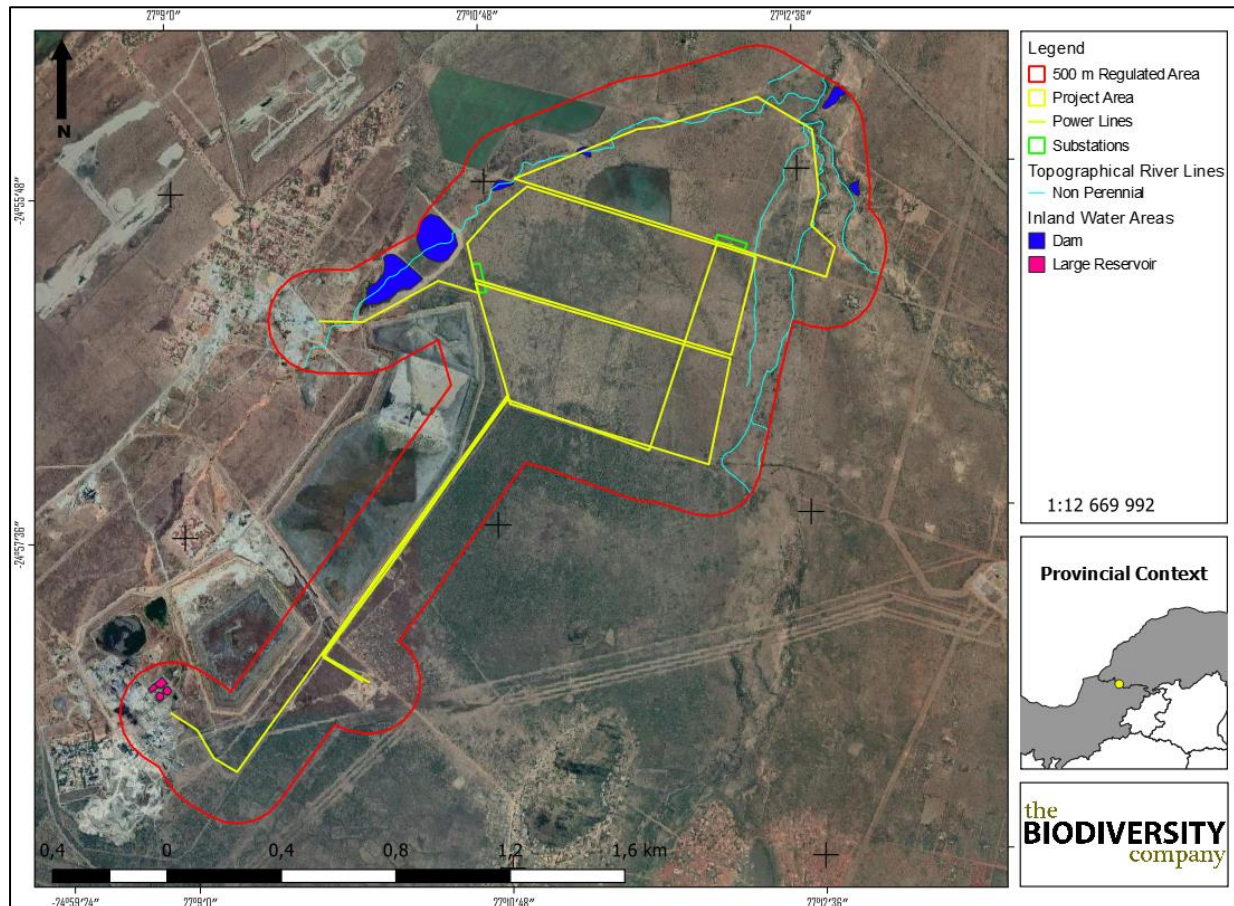 27°9′0″ 27°10′48″ 27°12′36″
N
-24°55′48″
-24°57′36″
0,4 0 0,4 0,8 1,2 1,6 km
-24°59′24″ 27°9′0″ 27°10′48″ 27°12′36″
Legend
500 m Regulated Area
Project Area
Power Lines
Substations
Topographical River Lines
Non Perennial
Inland Water Areas
Dam
Large Reservoir
1:12 669 992
Provincial Context
the
BIODIVERSITY
company